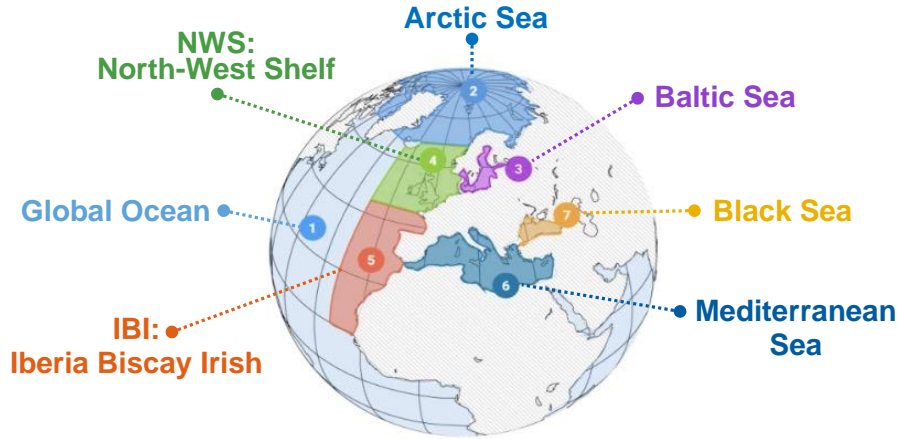 Arctic Sea
NWS:
North-West Shelf
2
Baltic Sea
4
3
Global Ocean
1
7
Black Sea
5
6
IBI:
Iberia Biscay Irish
Mediterranean
Sea